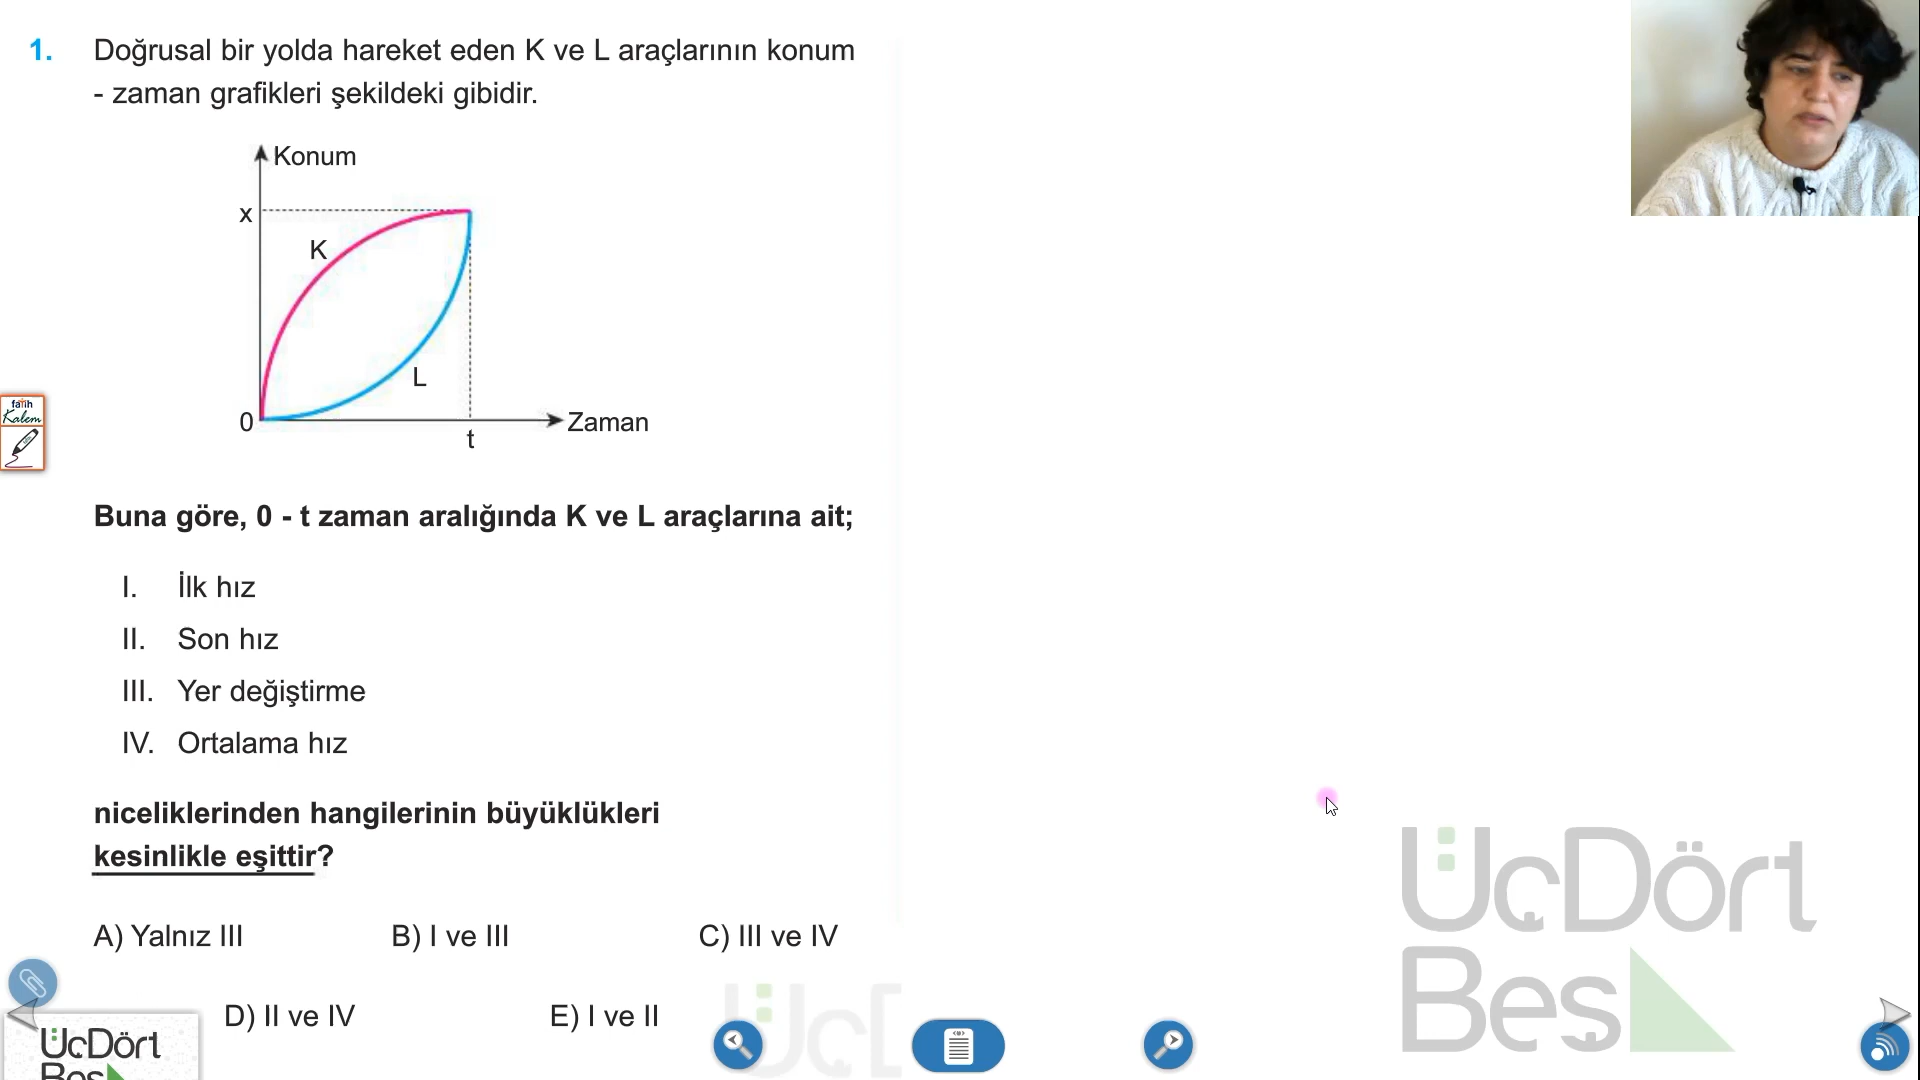 1. Doğrusal bir yolda hareket eden K ve L araçlarının konum
- zaman grafikleri şekildeki gibidir.
Konum
x
K
L
0
t
Zaman
fatih
Kalem
Buna göre, 0 - t zaman aralığında K ve L araçlarına ait;
I. İlk hız
II. Son hız
III. Yer değiştirme
IV. Ortalama hız
niceliklerinden hangilerinin büyüklükleri
kesinlikle eşittir?
A) Yalnız III B) I ve III C) III ve IV
D) II ve IV E) I ve II
ÜçDört
Beş
ÜçDört
Beş